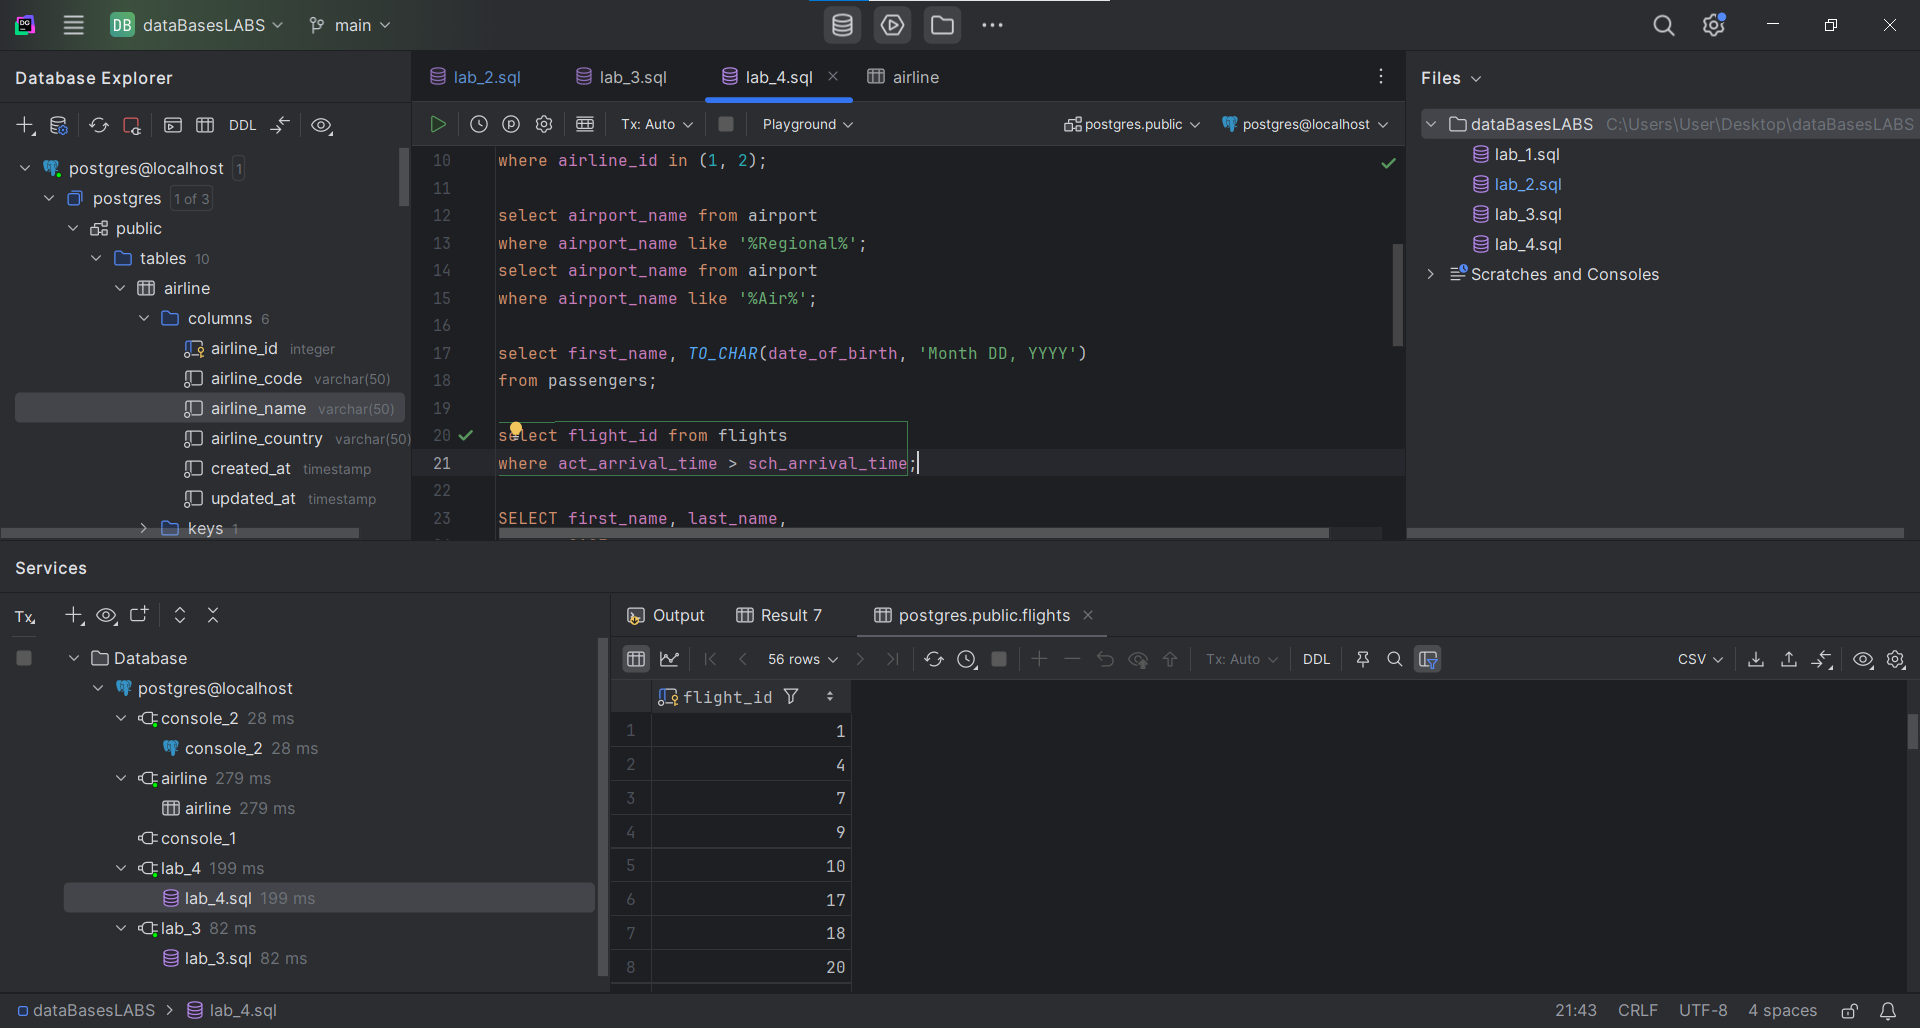 DB dataBasesLABS main
Database Explorer
DDL
postgres@localhost 1
postgres 1 of 3
public
tables 10
airline
columns 6
airline_id integer
airline_code varchar(50)
airline_name varchar(50)
airline_country varchar(50)
created_at timestamp
updated_at timestamp
keys 1
lab_2.sql lab_3.sql lab_4.sql airline
Tx: Auto Playground postgres.public postgres@localhost
10 where airline_id in (1, 2);
11
12 select airport_name from airport
13 where airport_name like '%Regional%';
14 select airport_name from airport
15 where airport_name like '%Air%';
16
17 select first_name, TO_CHAR(date_of_birth, 'Month DD, YYYY')
18 from passengers;
19
20 select flight_id from flights
21 where act_arrival_time > sch_arrival_time;
22
23 SELECT first_name, last_name,
Files
dataBasesLABS C:\Users\User\Desktop\dataBasesLABS
lab_1.sql
lab_2.sql
lab_3.sql
lab_4.sql
Scratches and Consoles
Services
Tx
Database
postgres@localhost
console_2 28 ms
console_2 28 ms
airline 279 ms
airline 279 ms
console_1
lab_4 199 ms
lab_4.sql 199 ms
lab_3 82 ms
lab_3.sql 82 ms
Output Result 7 postgres.public.flights
56 rows Tx: Auto DDL CSV
flight_id
1 1
2 4
3 7
4 9
5 10
6 17
7 18
8 20
dataBasesLABS lab_4.sql
21:43 CRLF UTF-8 4 spaces